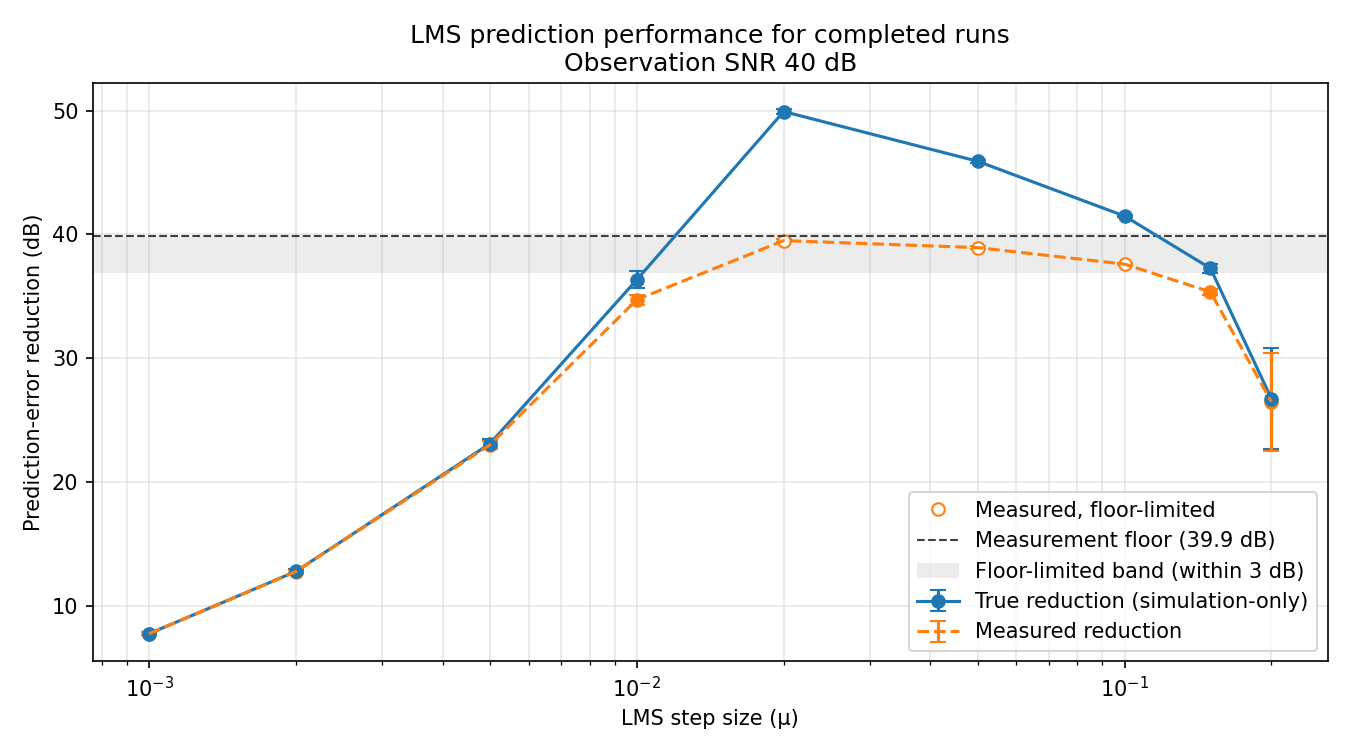 LMS prediction performance for completed runs
Observation SNR 40 dB
Prediction-error reduction (dB)
50
40
30
20
10
Measured, floor-limited
Measurement floor (39.9 dB)
Floor-limited band (within 3 dB)
True reduction (simulation-only)
Measured reduction
10⁻³
10⁻²
10⁻¹
LMS step size (μ)